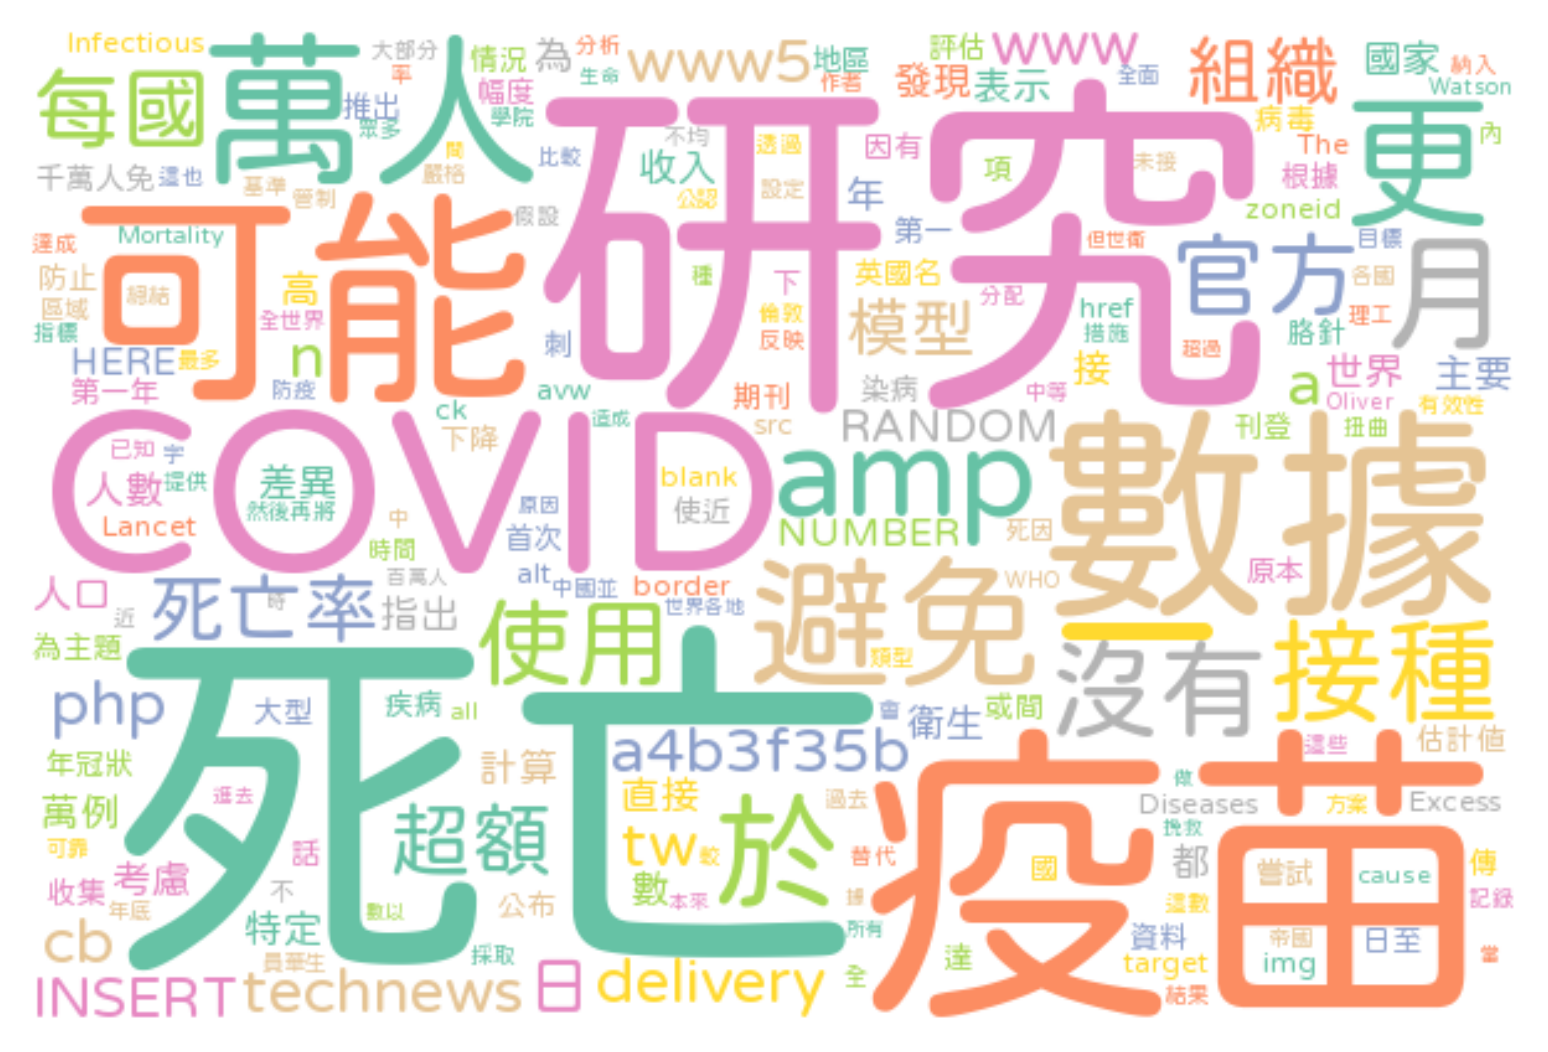 Infectious
大部分
情況
為
分析
www5
地區
評估
www
組織
國家
納入
每國
萬人
率
生命
作者
發現
表示
全面
Watson
推出
幅度
眾多
學院
更
病毒
內
千萬人免
這也
間
嚴格
比較
不均
收入
透過
因有
項
未接
The
根據
基準
管制
公認
設定
年
zoneid
研究
可能
假設
第一
達成
Mortality
但世衛
官方
目標
月
防止
總結
高
種
下
英國名
各國
區域
全世界
倫敦
分配
模型
href
理工
指標
n
刺
反映
措施
胳針
HERE
最多
超過
接
世界
主要
第一年
防疫
avw
期刊
染病
中等
a
Oliver
有效性
ck
造成
src
RANDOM
刊登
扭曲
下降
COVID
amp
數據
已知
宇
人數
提供
差異
blank
然後再將
使近
Lancet
中
原因
首次
NUMBER
死因
時間
alt
中國並
border
WHO
原本
人口
死亡率
時
百萬人
指出
世界各地
近
使用
避免
一
為主題
類型
沒有
接種
死亡
php
大型
疾病
all
會
衛生
或間
a4b3f35b
這些
估計值
年冠狀
計算
疫苗
做
萬例
進去
直接
過去
Diseases
方案
Excess
挽救
可靠
超額
tw
較
於
替代
都
話
考慮
國
嘗試
cause
傳
收集
不
數
本來
據
這數
記錄
年底
數以
公布
特定
所有
資料
帝國
日至
cb
採取
員華生
達
target
img
當
INSERT
technews
日
delivery
全
結果